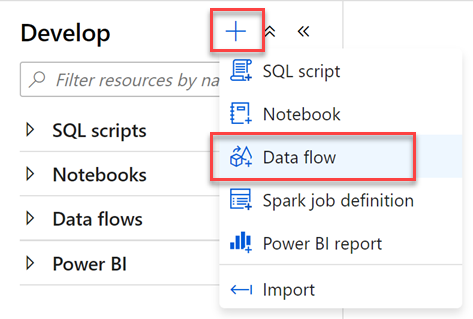 Develop
SQL script
Filter resources by na
Notebook
SQL scripts
Data flow
Notebooks
Spark job definition
Data flows
Power BI report
Power BI
Import